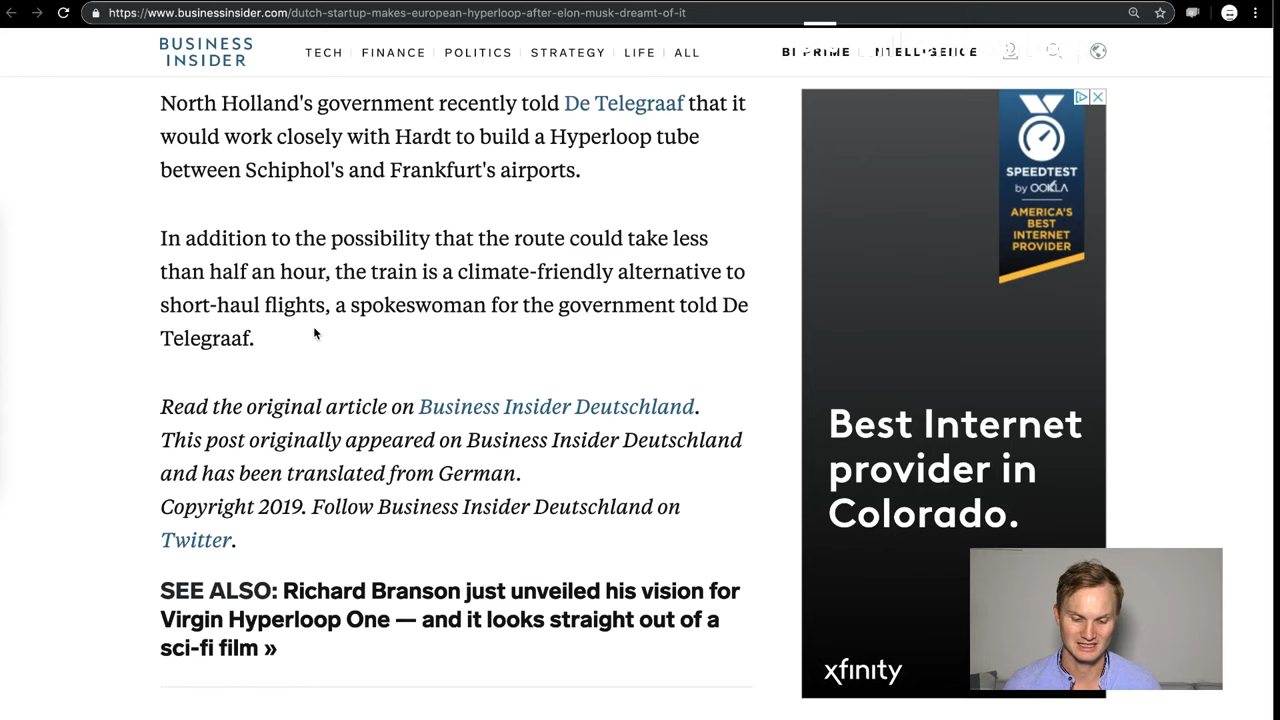 https://www.businessinsider.com/dutch-startup-makes-european-hyperloop-after-elon-musk-dreamt-of-it
BUSINESS
INSIDER
TECH FINANCE POLITICS STRATEGY LIFE ALL
BI PRIME INTELLIGENCE
North Holland's government recently told De Telegraaf that it
would work closely with Hardt to build a Hyperloop tube
between Schiphol's and Frankfurt's airports.
In addition to the possibility that the route could take less
than half an hour, the train is a climate-friendly alternative to
short-haul flights, a spokeswoman for the government told De
Telegraaf.
Read the original article on Business Insider Deutschland.
This post originally appeared on Business Insider Deutschland
and has been translated from German.
Copyright 2019. Follow Business Insider Deutschland on
Twitter.
SEE ALSO: Richard Branson just unveiled his vision for
Virgin Hyperloop One — and it looks straight out of a
sci-fi film »
SPEEDTEST
by OOKLA
AMERICA'S
BEST
INTERNET
PROVIDER
Best Internet
provider in
Colorado.
xfinity